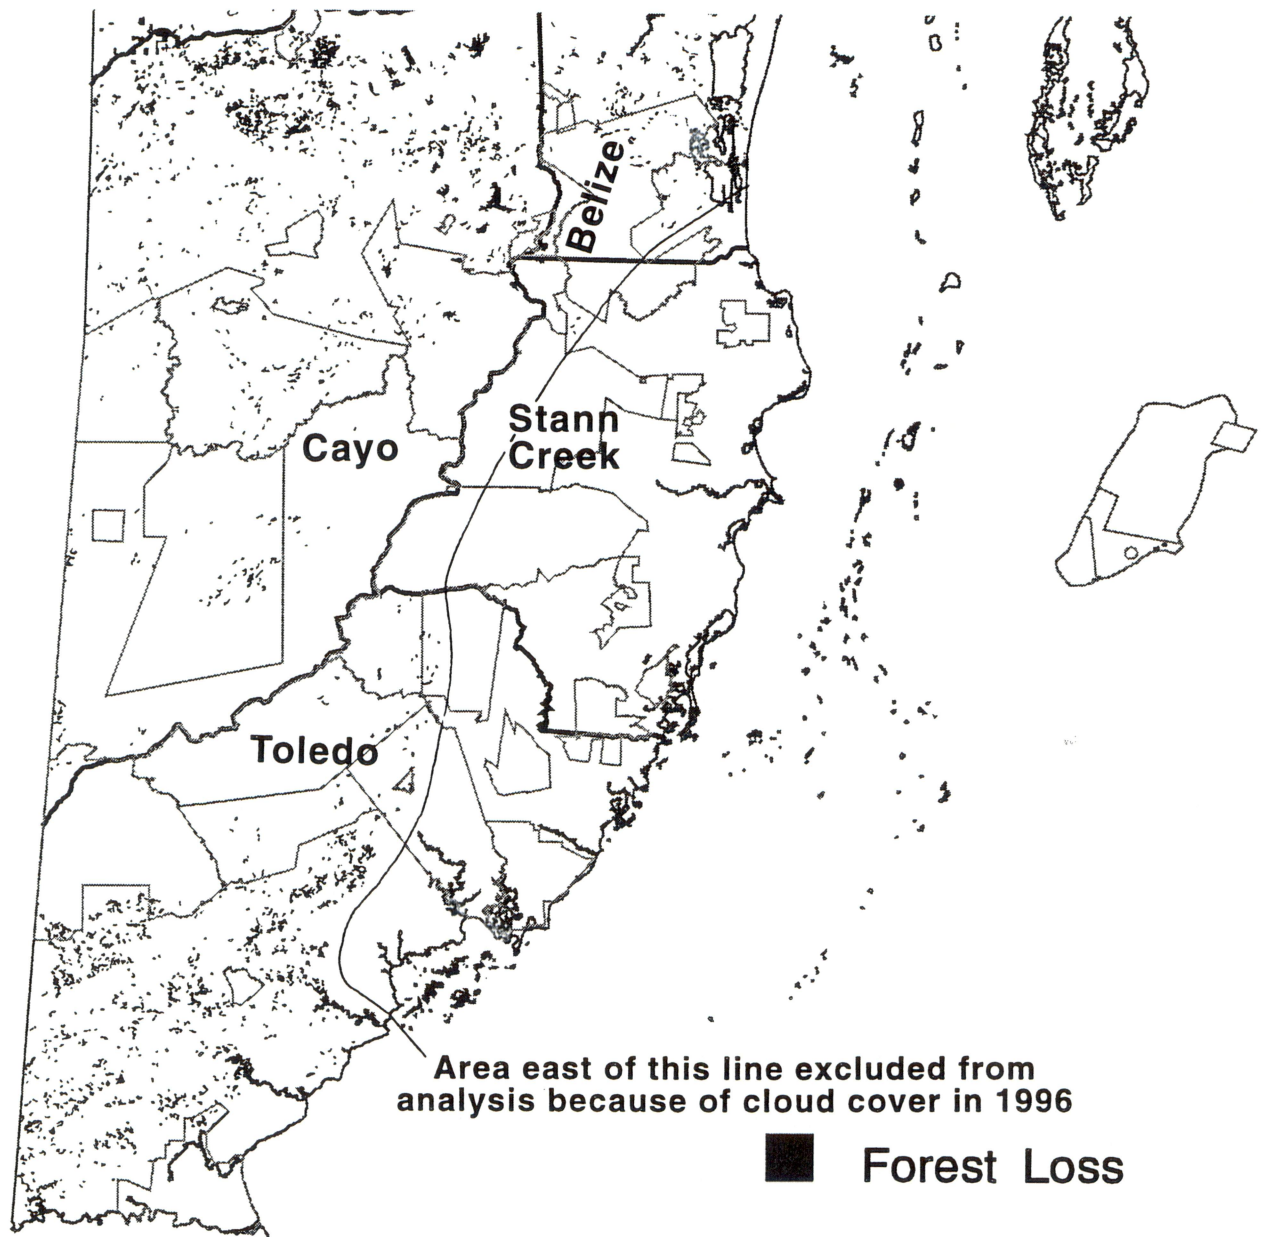 Belize
Stann
Creek
Cayo
Toledo
Area east of this line excluded from
analysis because of cloud cover in 1996
Forest Loss